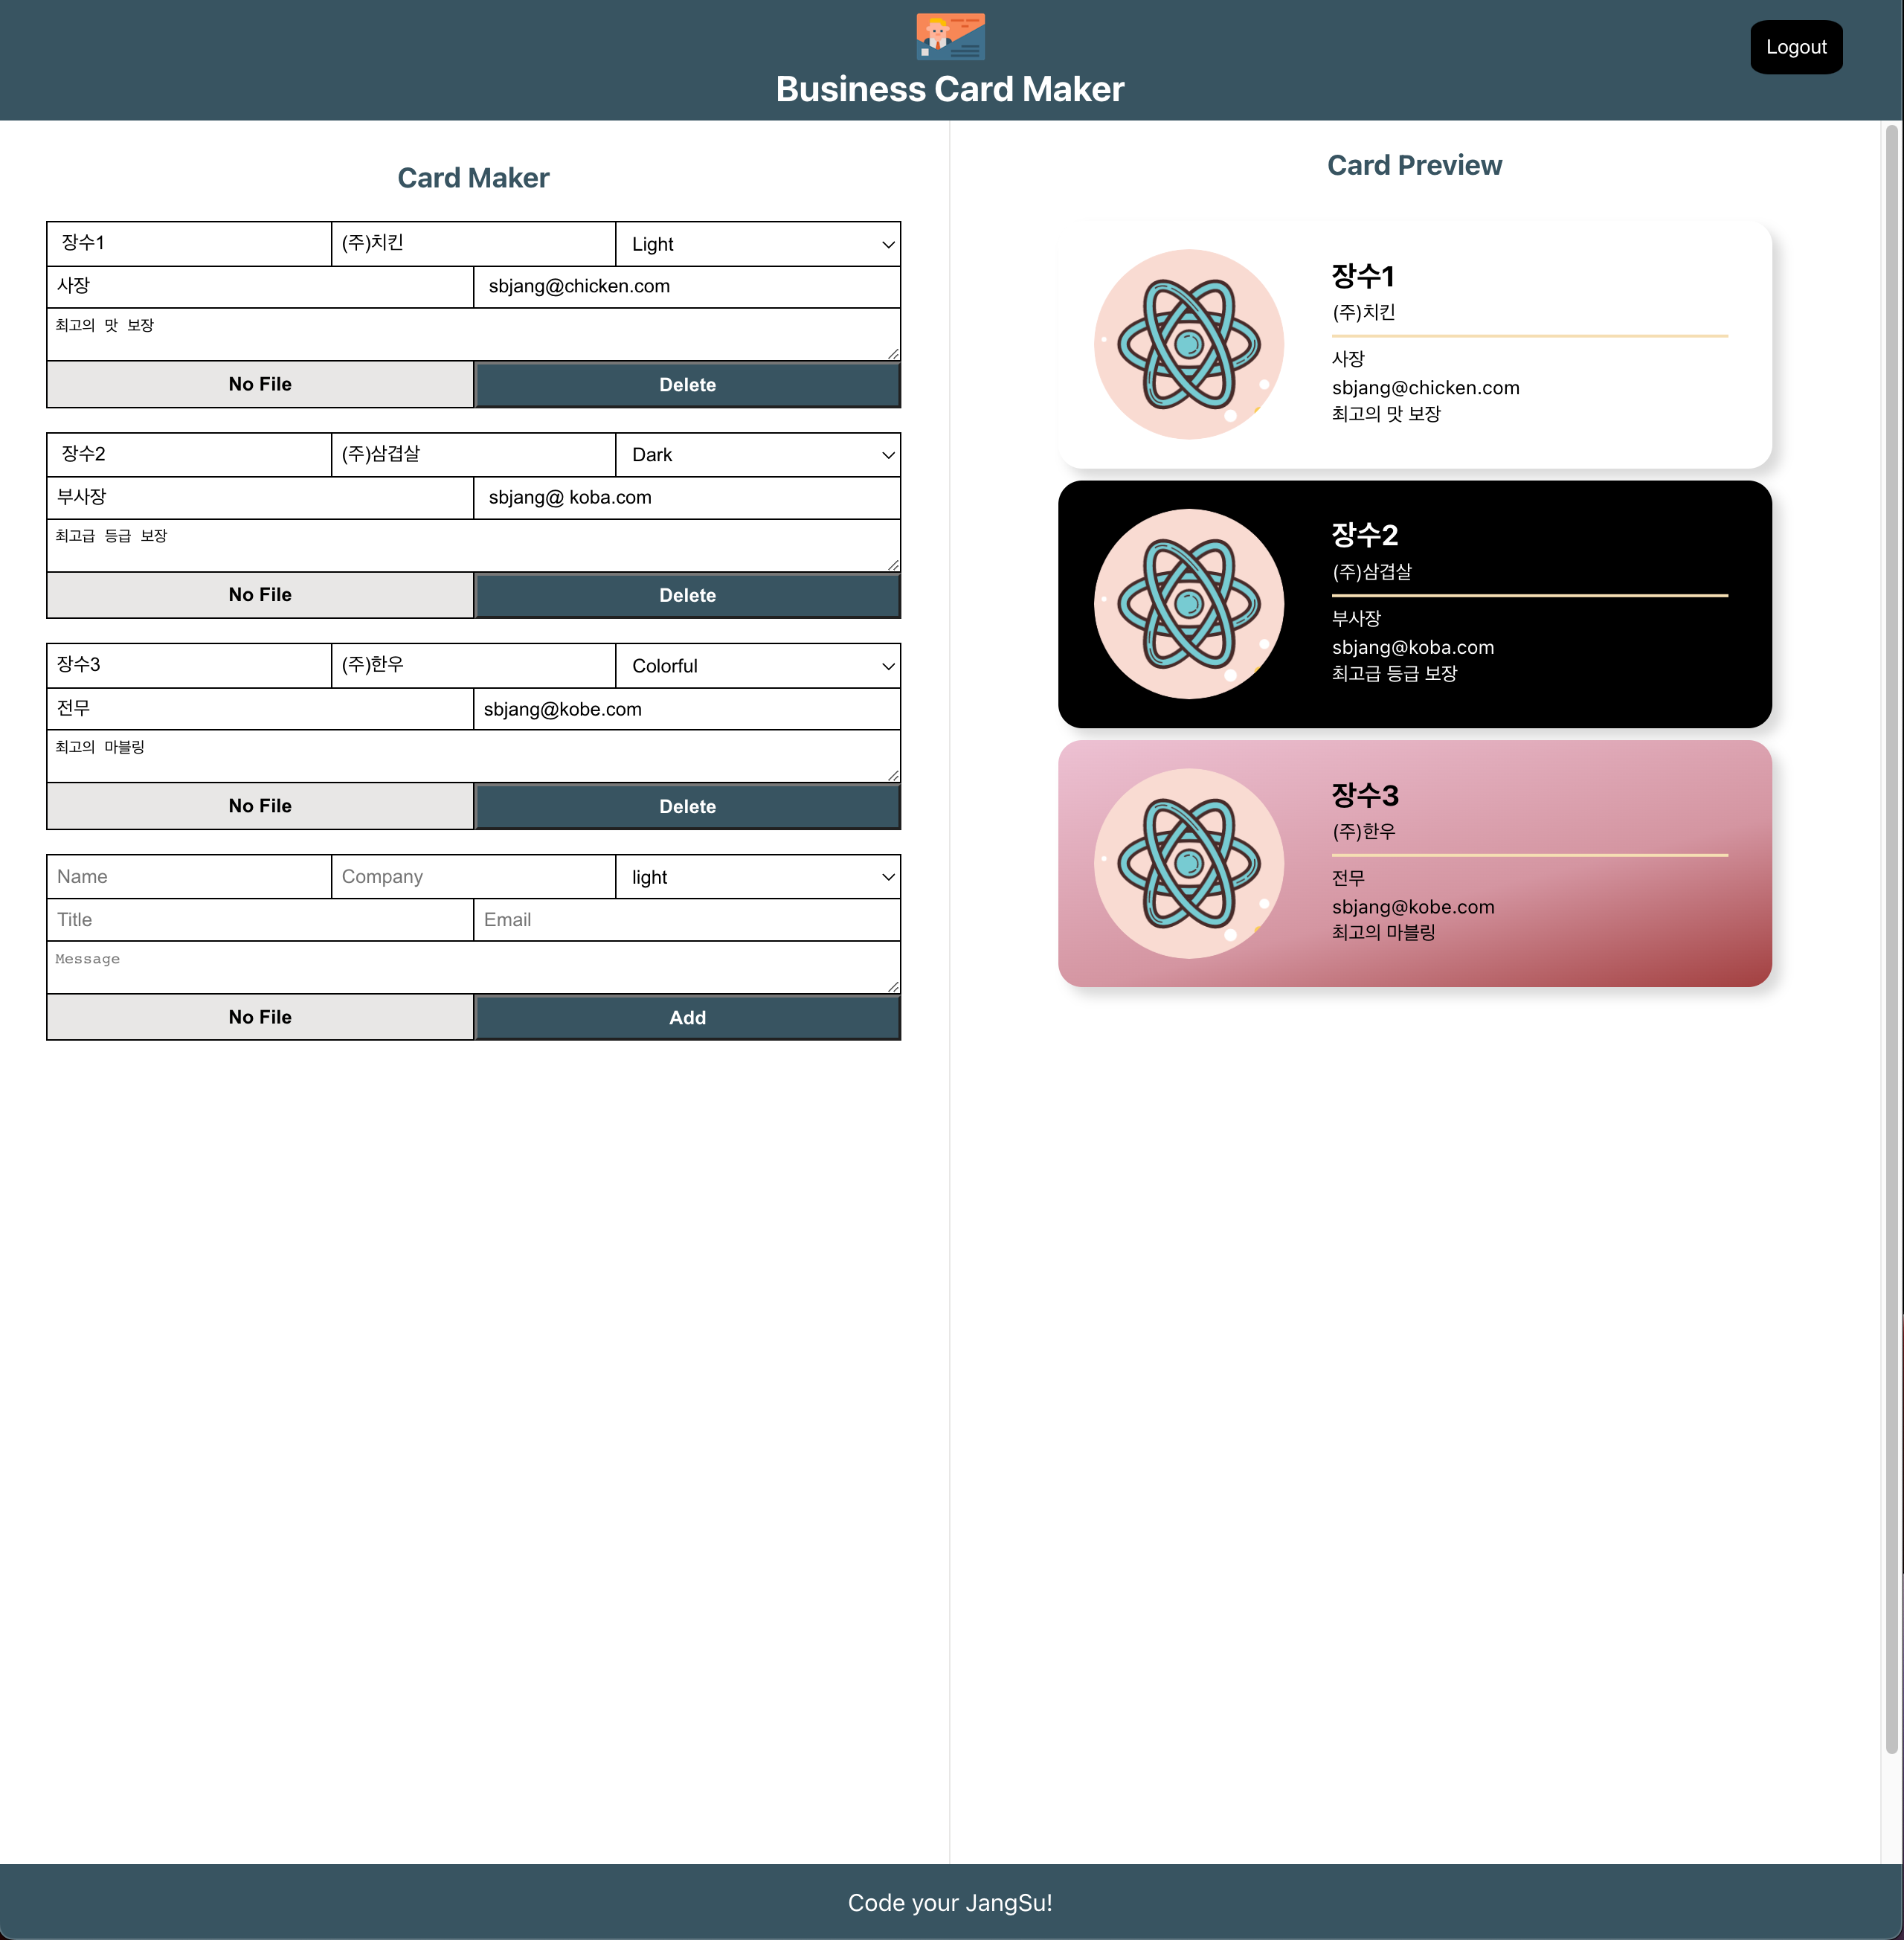 Business Card Maker
Logout
Card Maker
장수1
(주)치킨
Light
사장
sbjang@chicken.com
최고의 맛 보장
No File
Delete
장수2
(주)삼겹살
Dark
부사장
sbjang@ koba.com
최고급 등급 보장
No File
Delete
장수3
(주)한우
Colorful
전무
sbjang@kobe.com
최고의 마블링
No File
Delete
Name
Company
light
Title
Email
Message
No File
Add
Card Preview
장수1
(주)치킨
사장
sbjang@chicken.com
최고의 맛 보장
장수2
(주)삼겹살
부사장
sbjang@koba.com
최고급 등급 보장
장수3
(주)한우
전무
sbjang@kobe.com
최고의 마블링
Code your JangSu!